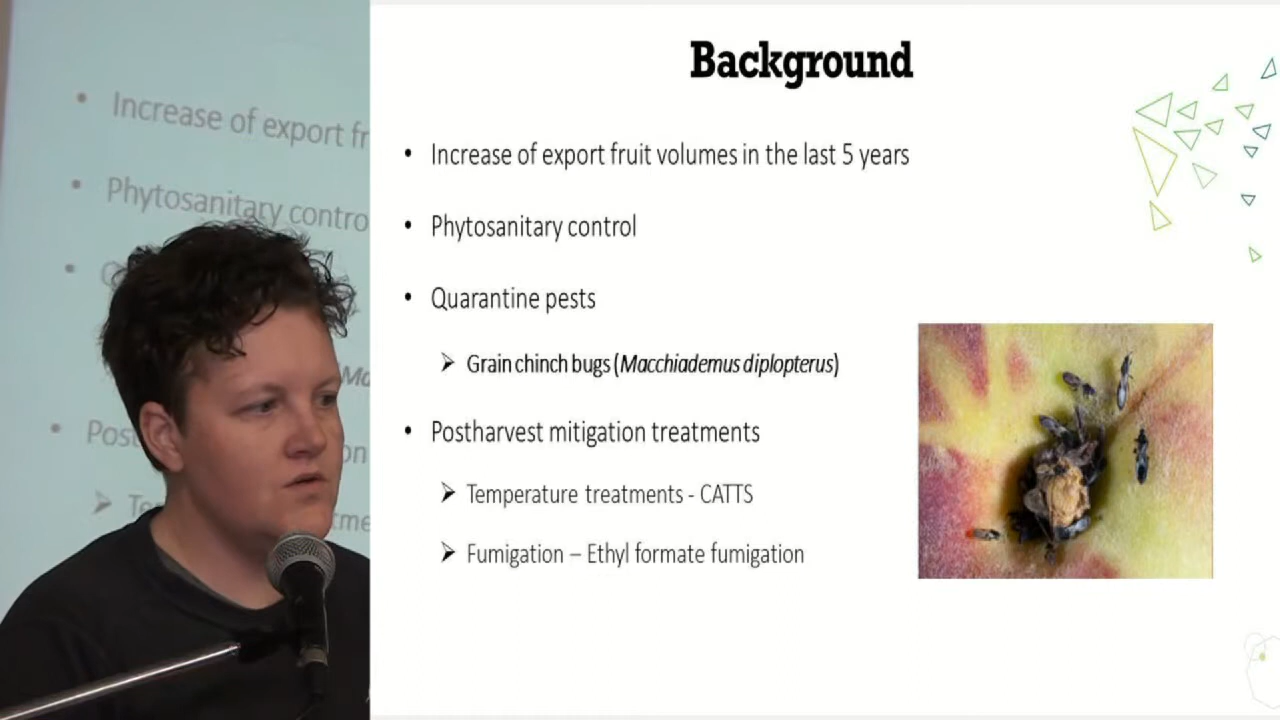 Background
• Increase of export fruit volumes in the last 5 years
• Phytosanitary control
• Quarantine pests
➢ Grain chinch bugs (Macchiademus diplopterus)
• Postharvest mitigation treatments
➢ Temperature treatments - CATTS
➢ Fumigation – Ethyl formate fumigation
• Increase of export fr
• Phytosanitary contro